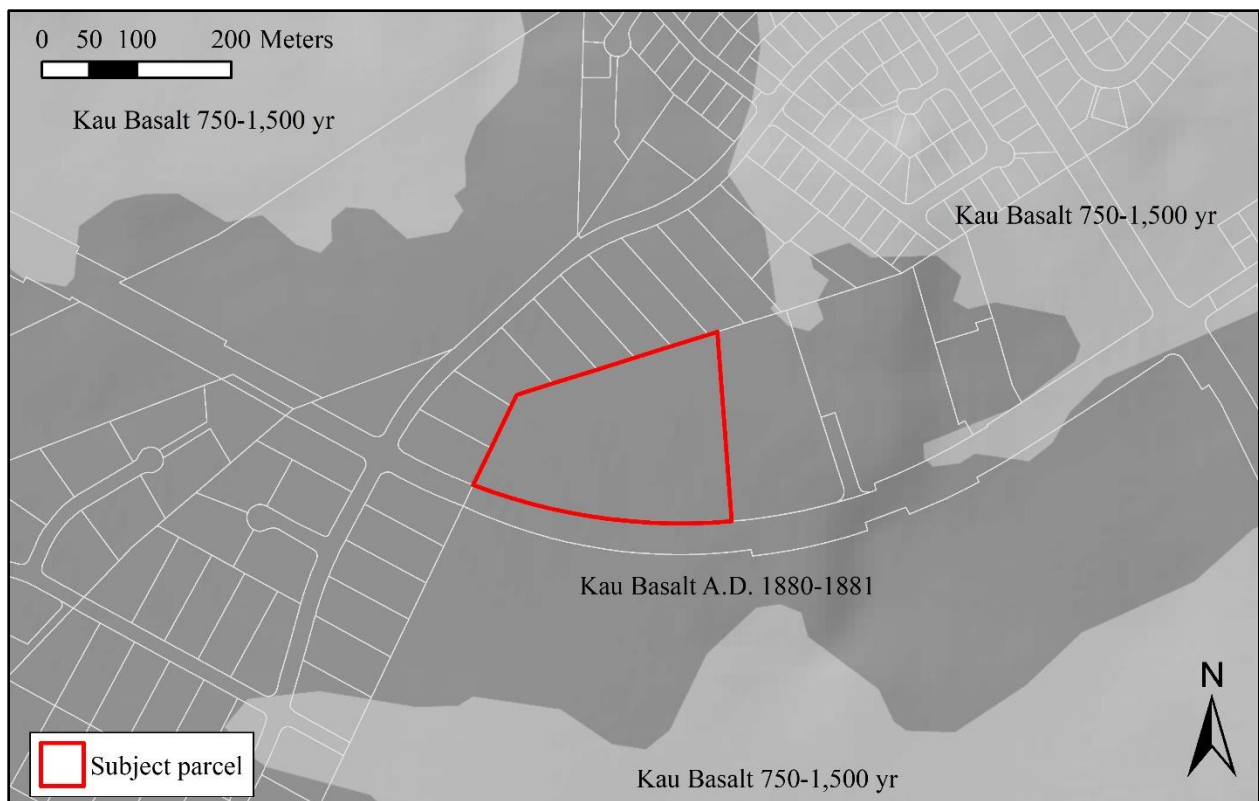 0 50 100 200 Meters
Kau Basalt 750-1,500 yr
Kau Basalt 750-1,500 yr
Kau Basalt A.D. 1880-1881
N
Subject parcel
Kau Basalt 750-1,500 yr